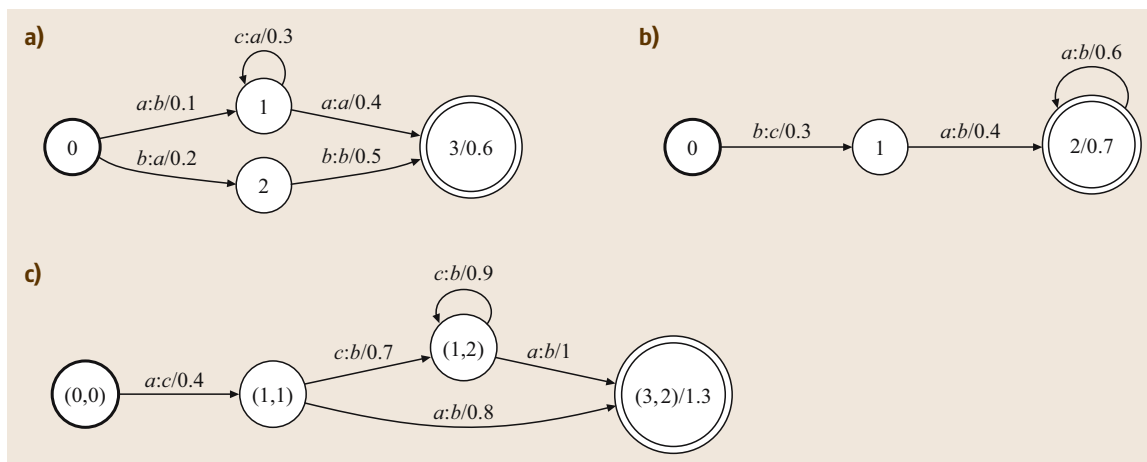 a)
c:a/0.3
a:b/0.1
1
a:a/0.4
0
3/0.6
b:a/0.2
2
b:b/0.5
b)
a:b/0.6
0
b:c/0.3
1
a:b/0.4
2/0.7
c)
c:b/0.9
(1,2)
c:b/0.7
a:b/1
(0,0)
a:c/0.4
(1,1)
(3,2)/1.3
a:b/0.8